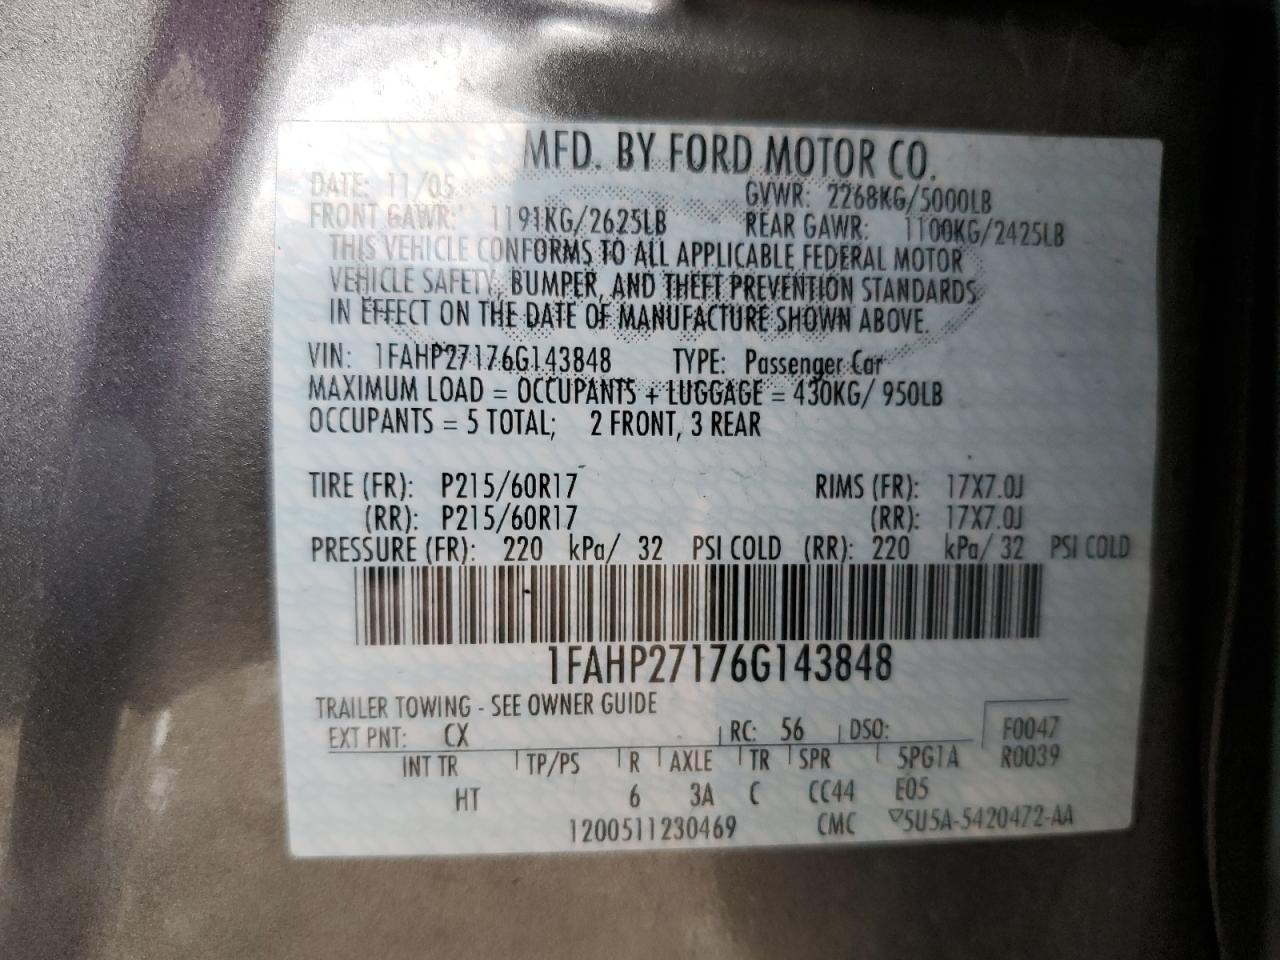 MFD. BY FORD MOTOR CO.
DATE: 11/05 GVWR: 2268KG/5000LB
FRONT GAWR: 1191KG/2625LB REAR GAWR: 1100KG/2425LB
THIS VEHICLE CONFORMS TO ALL APPLICABLE FEDERAL MOTOR
VEHICLE SAFETY, BUMPER, AND THEFT PREVENTION STANDARDS
IN EFFECT ON THE DATE OF MANUFACTURE SHOWN ABOVE.
VIN: 1FAHP27176G143848 TYPE: Passenger Car
MAXIMUM LOAD = OCCUPANTS + LUGGAGE = 430KG/ 950LB
OCCUPANTS = 5 TOTAL; 2 FRONT, 3 REAR
TIRE (FR): P215/60R17 RIMS (FR): 17X7.0J
(RR): P215/60R17 (RR): 17X7.0J
PRESSURE (FR): 220 kPa/ 32 PSI COLD (RR): 220 kPa/ 32 PSI COLD
1FAHP27176G143848
TRAILER TOWING - SEE OWNER GUIDE
EXT PNT: CX RC: 56 DSO: F0047
INT TR TP/PS R AXLE TR SPR 5PG1A R0039
HT 6 3A C CC44 E05
1200511230469 CMC ▽5U5A-5420472-AA